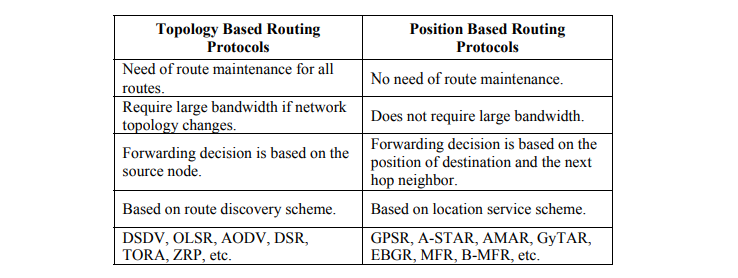 Topology Based Routing
Protocols
Position Based Routing
Protocols
Need of route maintenance for all
routes.
No need of route maintenance.
Require large bandwidth if network
topology changes.
Does not require large bandwidth.
Forwarding decision is based on the
source node.
Forwarding decision is based on the
position of destination and the next
hop neighbor.
Based on route discovery scheme.
Based on location service scheme.
DSDV, OLSR, AODV, DSR,
TORA, ZRP, etc.
GPSR, A-STAR, AMAR, GyTAR,
EBGR, MFR, B-MFR, etc.